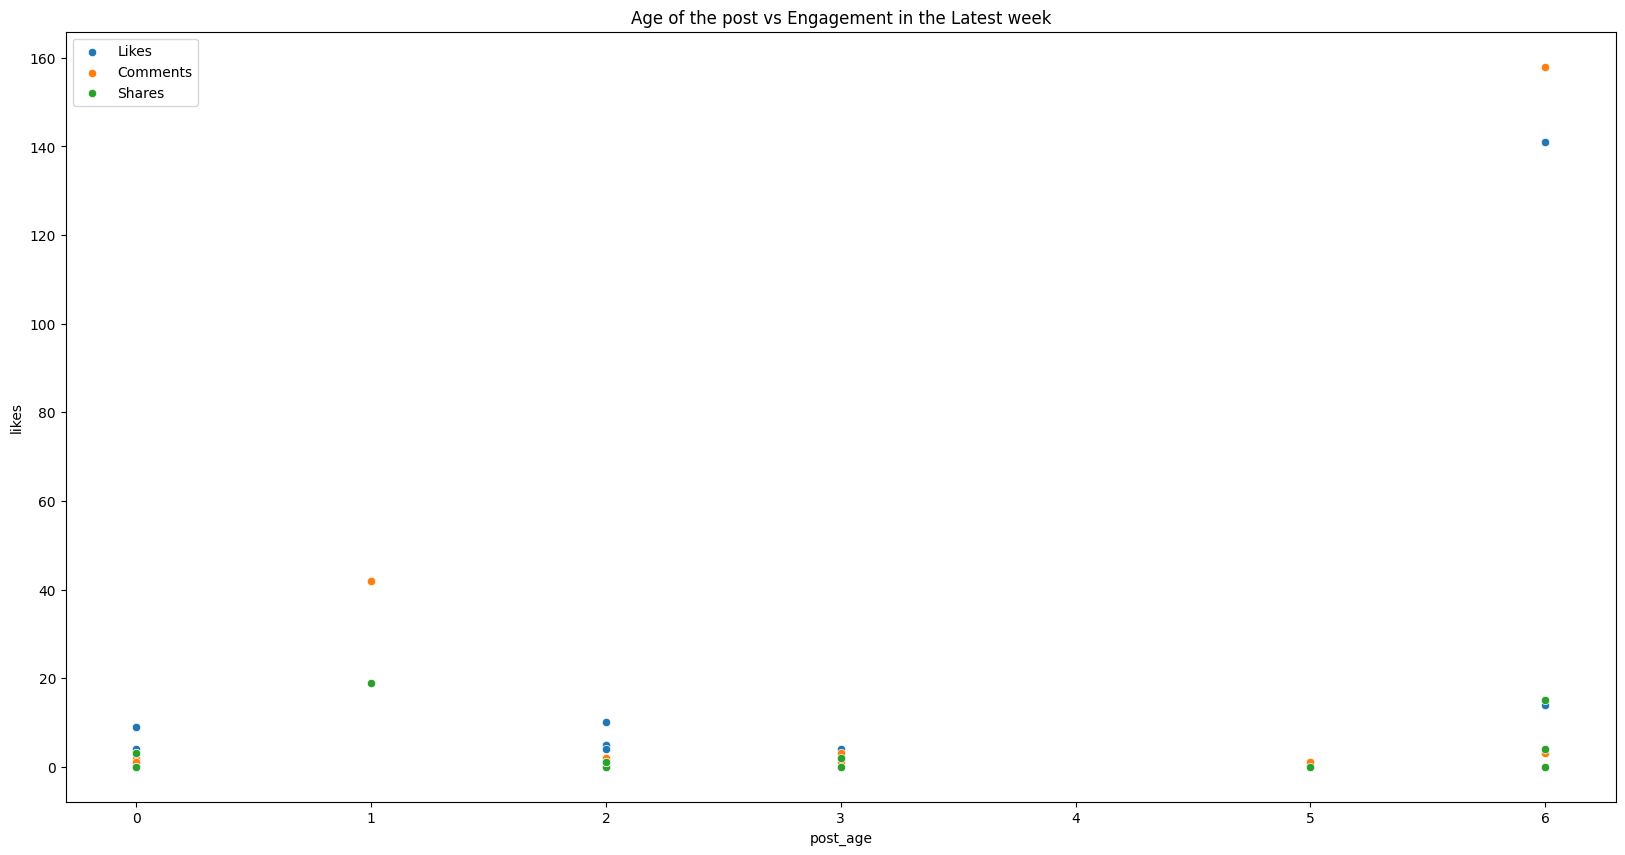 Age of the post vs Engagement in the Latest week
Likes
Comments
Shares
160
140
120
100
80
60
40
20
0
likes
0 1 2 3 4 5 6
post_age